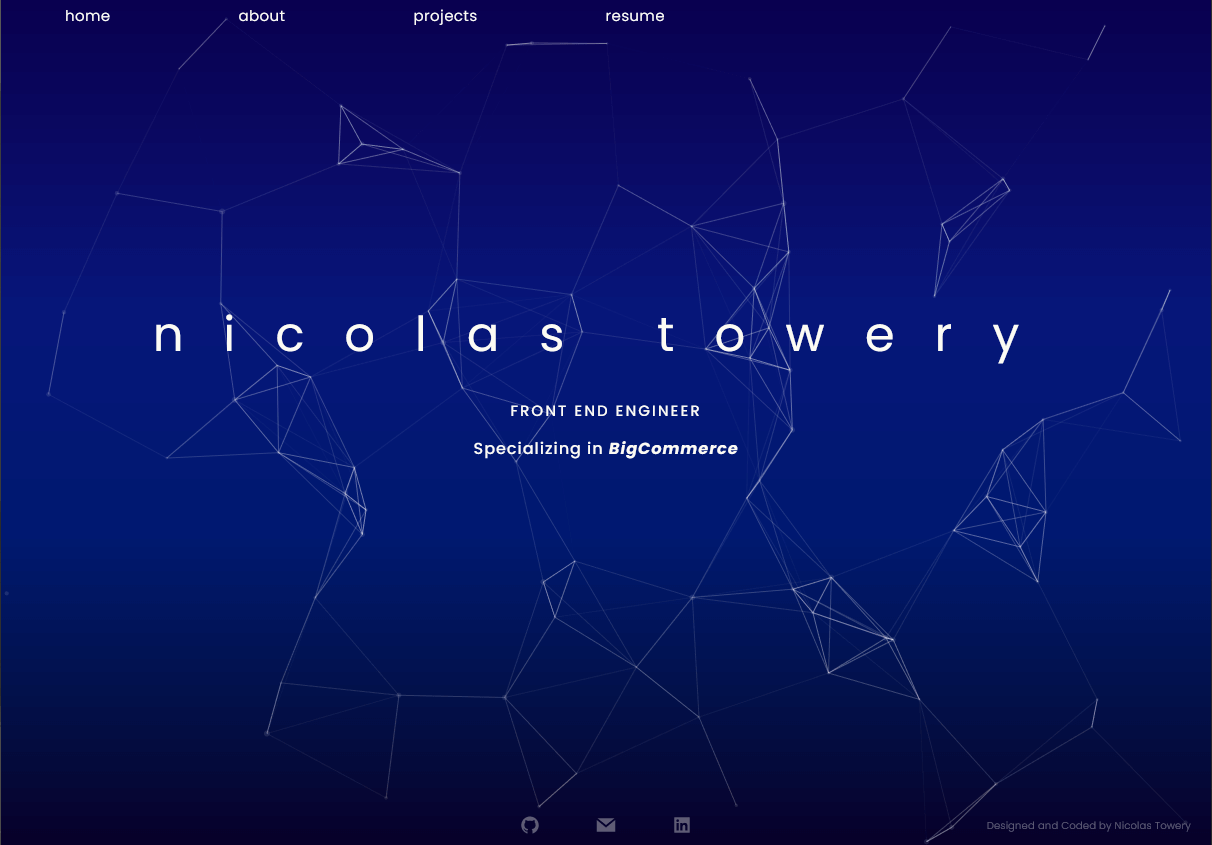 home about projects resume
nicolas towery
FRONT END ENGINEER
Specializing in BigCommerce
Designed and Coded by Nicolas Towery